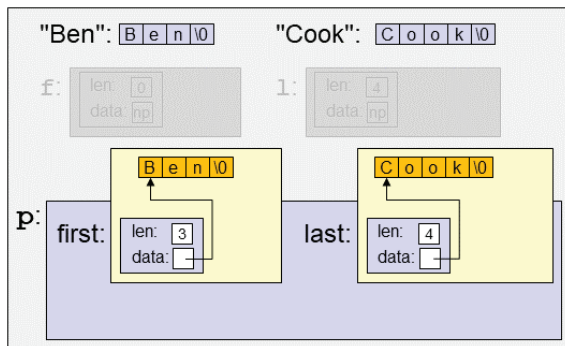 "Ben": B e n \0 "Cook": C o o k \0
f: len: 0 l: len: 4
data: np data: np
B e n \0 C o o k \0
p: first: len: 3 last: len: 4
data: data: